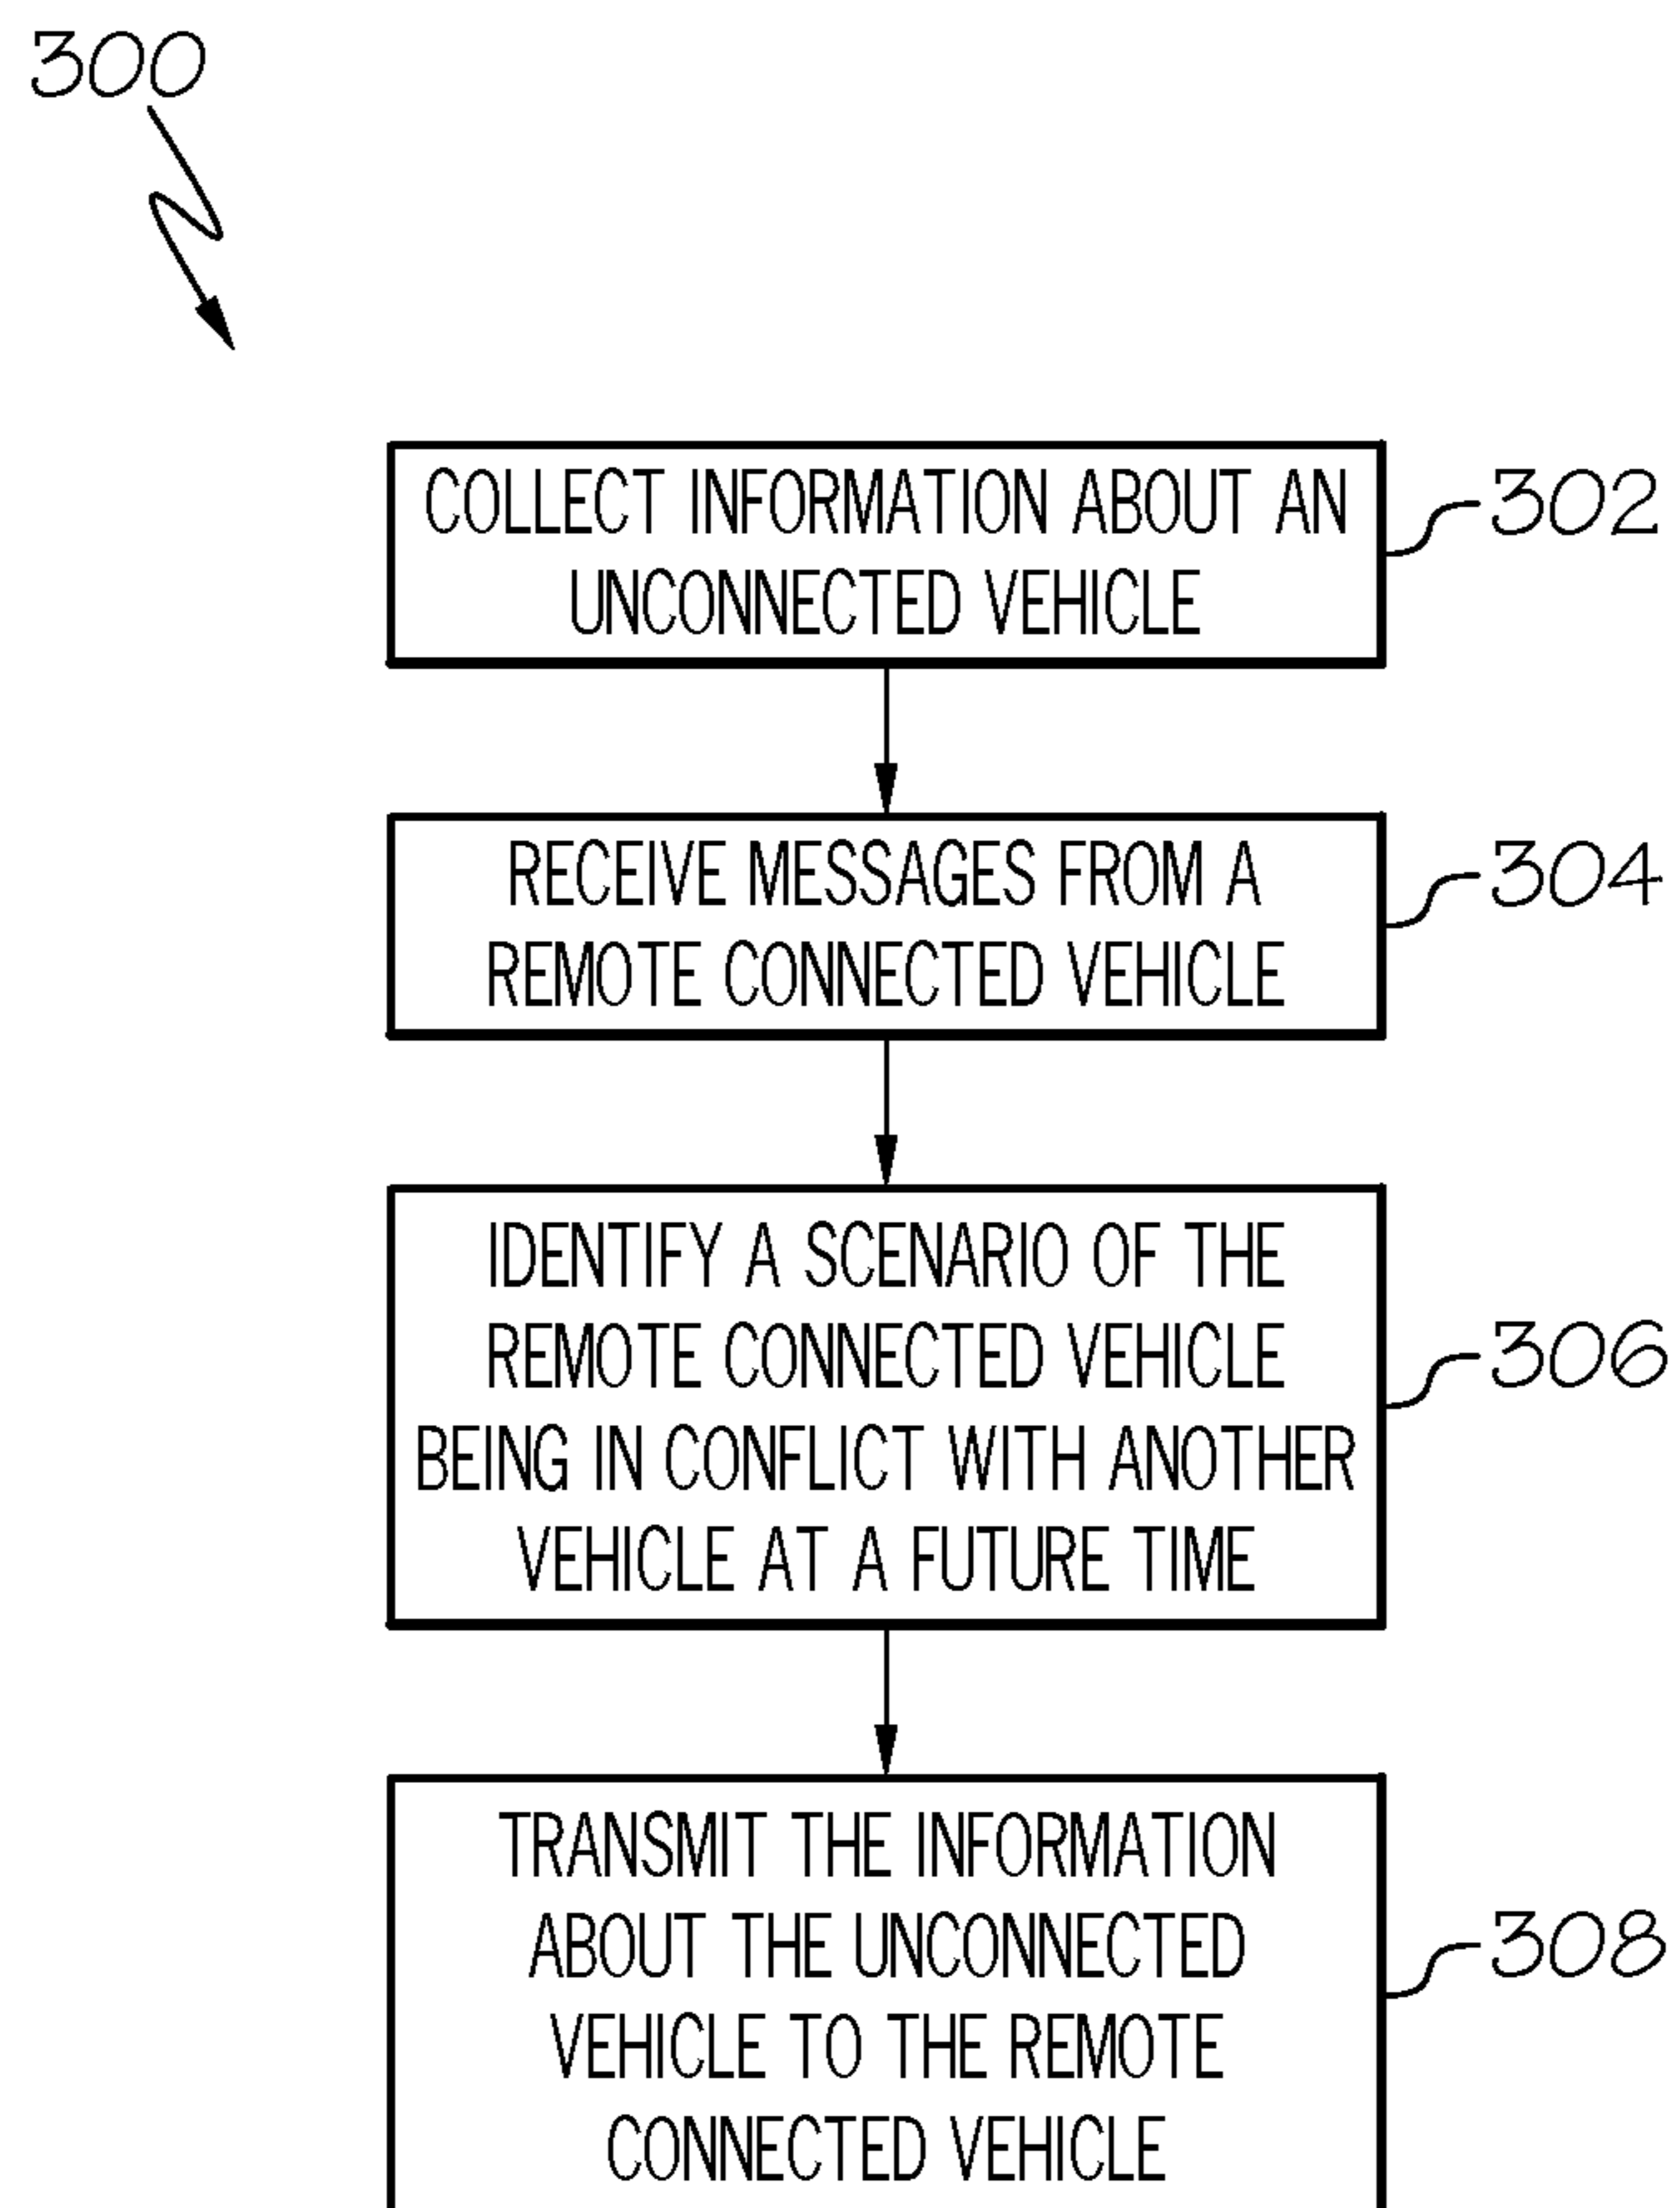 300
COLLECT INFORMATION ABOUT AN
UNCONNECTED VEHICLE
302
RECEIVE MESSAGES FROM A
REMOTE CONNECTED VEHICLE
304
IDENTIFY A SCENARIO OF THE
REMOTE CONNECTED VEHICLE
BEING IN CONFLICT WITH ANOTHER
VEHICLE AT A FUTURE TIME
306
TRANSMIT THE INFORMATION
ABOUT THE UNCONNECTED
VEHICLE TO THE REMOTE
CONNECTED VEHICLE
308